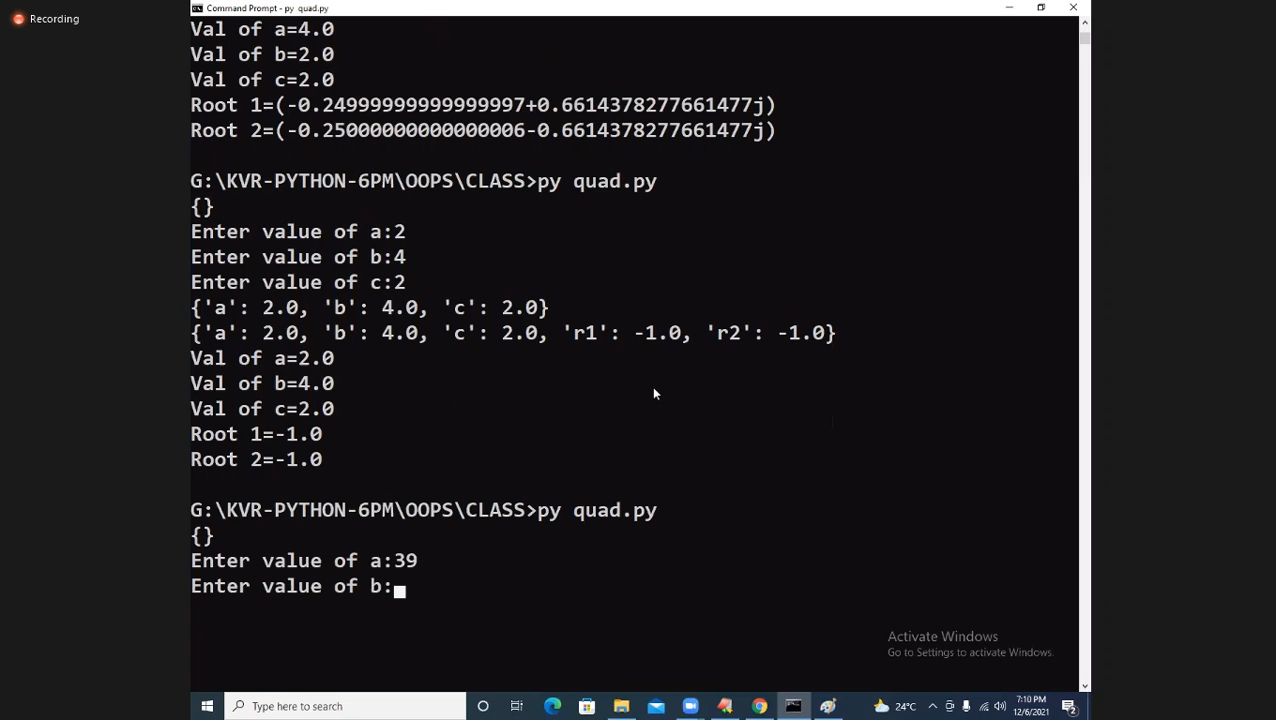 Recording
Command Prompt - py quad.py
Val of a=4.0
Val of b=2.0
Val of c=2.0
Root 1=(-0.24999999999999997+0.6614378277661477j)
Root 2=(-0.25000000000000006-0.6614378277661477j)
G:\KVR-PYTHON-6PM\OOPS\CLASS>py quad.py
{}
Enter value of a:2
Enter value of b:4
Enter value of c:2
{'a': 2.0, 'b': 4.0, 'c': 2.0}
{'a': 2.0, 'b': 4.0, 'c': 2.0, 'r1': -1.0, 'r2': -1.0}
Val of a=2.0
Val of b=4.0
Val of c=2.0
Root 1=-1.0
Root 2=-1.0
G:\KVR-PYTHON-6PM\OOPS\CLASS>py quad.py
{}
Enter value of a:39
Enter value of b:
Activate Windows
Go to Settings to activate Windows.
Type here to search
24°C
7:10 PM
12/6/2021
2